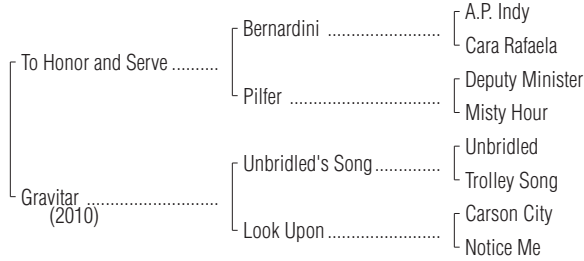 A.P. Indy
Bernardini ....................
Cara Rafaela
To Honor and Serve ..........
Deputy Minister
Pilfer ...........................
Misty Hour
Unbridled
Unbridled's Song ............
Trolley Song
Gravitar .......................
(2010)
Carson City
Look Upon ....................
Notice Me